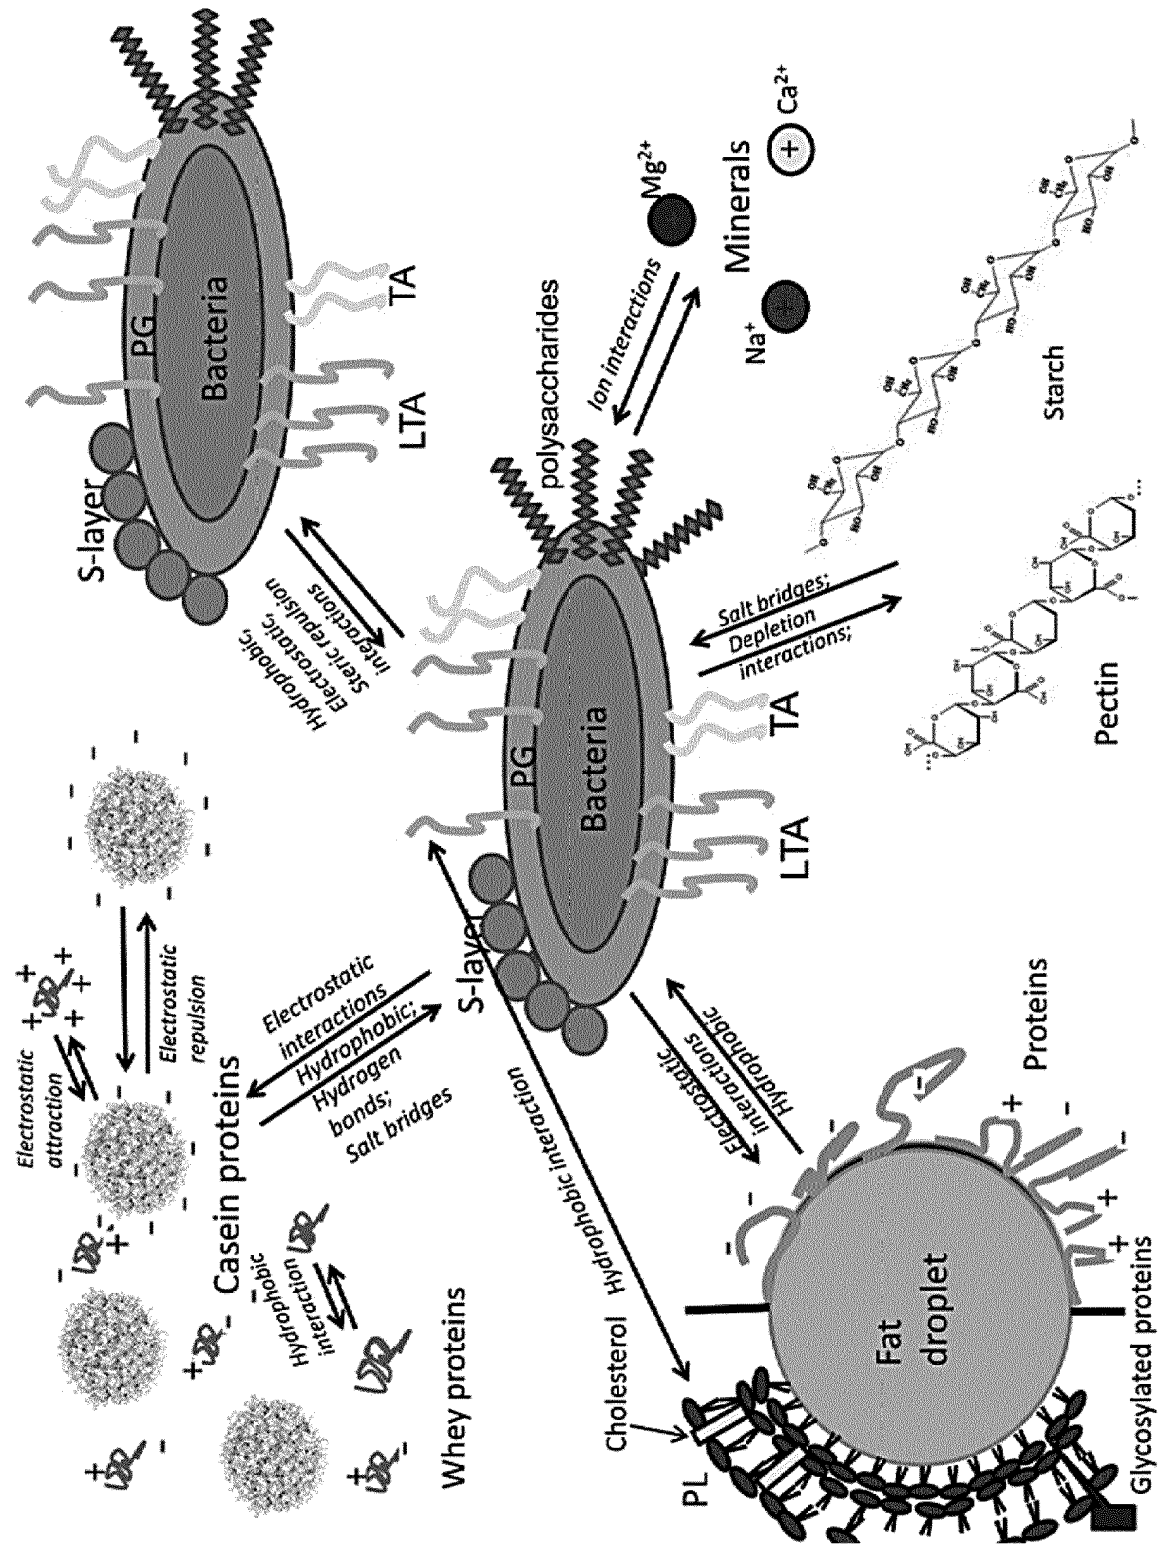 Electrostatic
attraction
Electrostatic
repulsion
Casein proteins
Hydrophobic
interaction
Whey proteins
Electrostatic
interactions
Hydrophobic;
Hydrogen
bonds;
Salt bridges
Hydrophobic,
Electrostatic,
Steric repulsion
interactions
S-layer
PG
Bacteria
LTA
TA
S-layer
PG
Bacteria
LTA
TA
polysaccharides
Ion interactions
Mg2+
Minerals
Na+
Ca2+
Salt bridges;
Depletion
interactions;
Starch
Pectin
Hydrophobic interaction
Electrostatic
interactions
Hydrophobic
Cholesterol
PL
Fat
droplet
Proteins
Glycosylated proteins